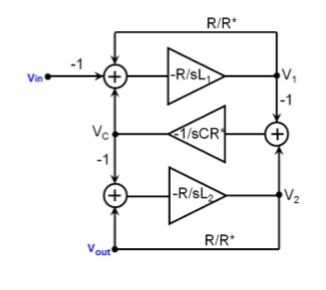 R/R*
-1
+
-R/sL1
Vin
V1
-1
VC
-1/sCR*
+
-1
+
-R/sL2
V2
R/R*
Vout